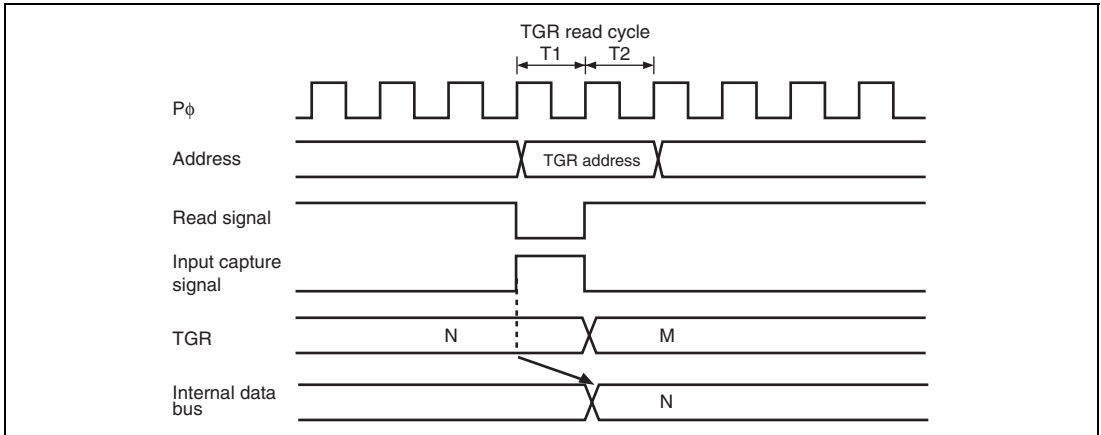 TGR read cycle
T1 T2
Pϕ
Address
TGR address
Read signal
Input capture
signal
TGR
N M
Internal data
bus
N